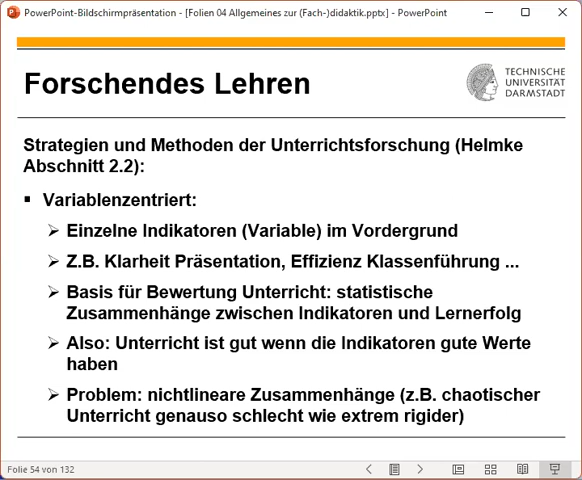 PowerPoint-Bildschirmpräsentation - [Folien 04 Allgemeines zur (Fach-)didaktik.pptx] - PowerPoint
Forschendes Lehren
TECHNISCHE
UNIVERSITÄT
DARMSTADT
Strategien und Methoden der Unterrichtsforschung (Helmke
Abschnitt 2.2):
▪ Variablenzentriert:
➢ Einzelne Indikatoren (Variable) im Vordergrund
➢ Z.B. Klarheit Präsentation, Effizienz Klassenführung ...
➢ Basis für Bewertung Unterricht: statistische
Zusammenhänge zwischen Indikatoren und Lernerfolg
➢ Also: Unterricht ist gut wenn die Indikatoren gute Werte
haben
➢ Problem: nichtlineare Zusammenhänge (z.B. chaotischer
Unterricht genauso schlecht wie extrem rigider)
Folie 54 von 132